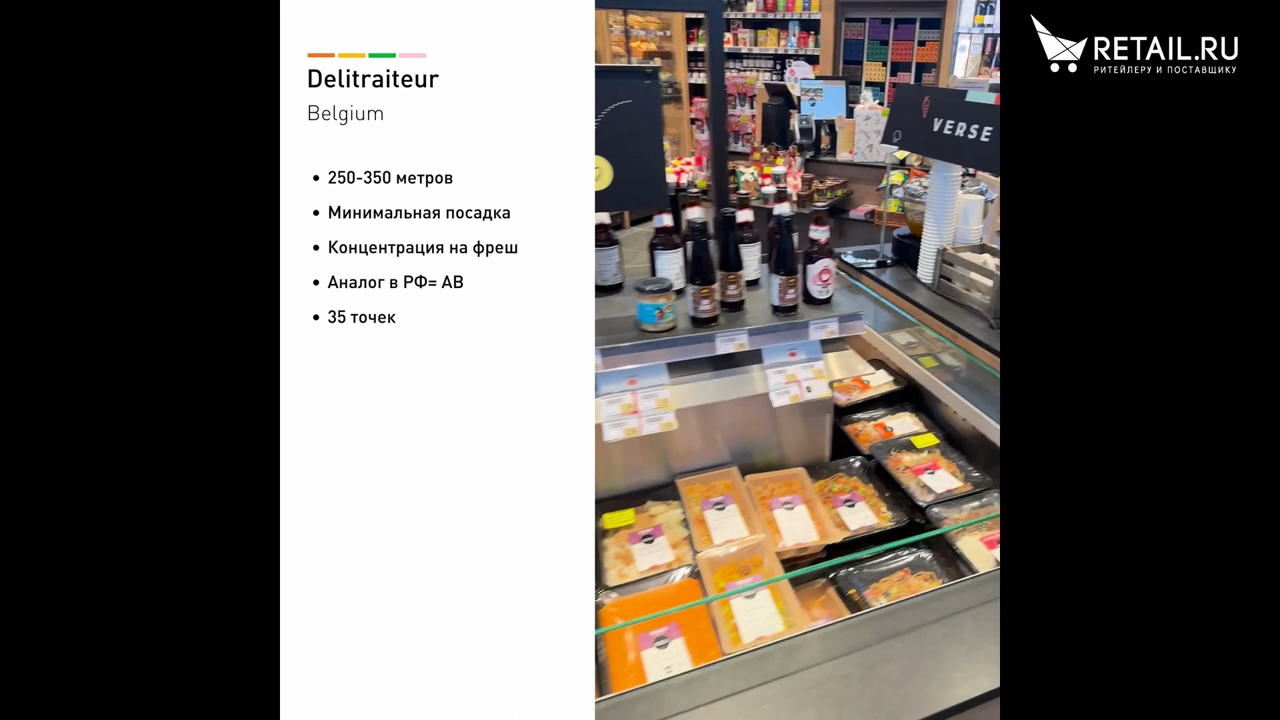 Delitraiteur
Belgium
• 250-350 метров
• Минимальная посадка
• Концентрация на фреш
• Аналог в РФ= АВ
• 35 точек
RETAIL.RU
РИТЕЙЛЕРУ И ПОСТАВЩИКУ
VERSE